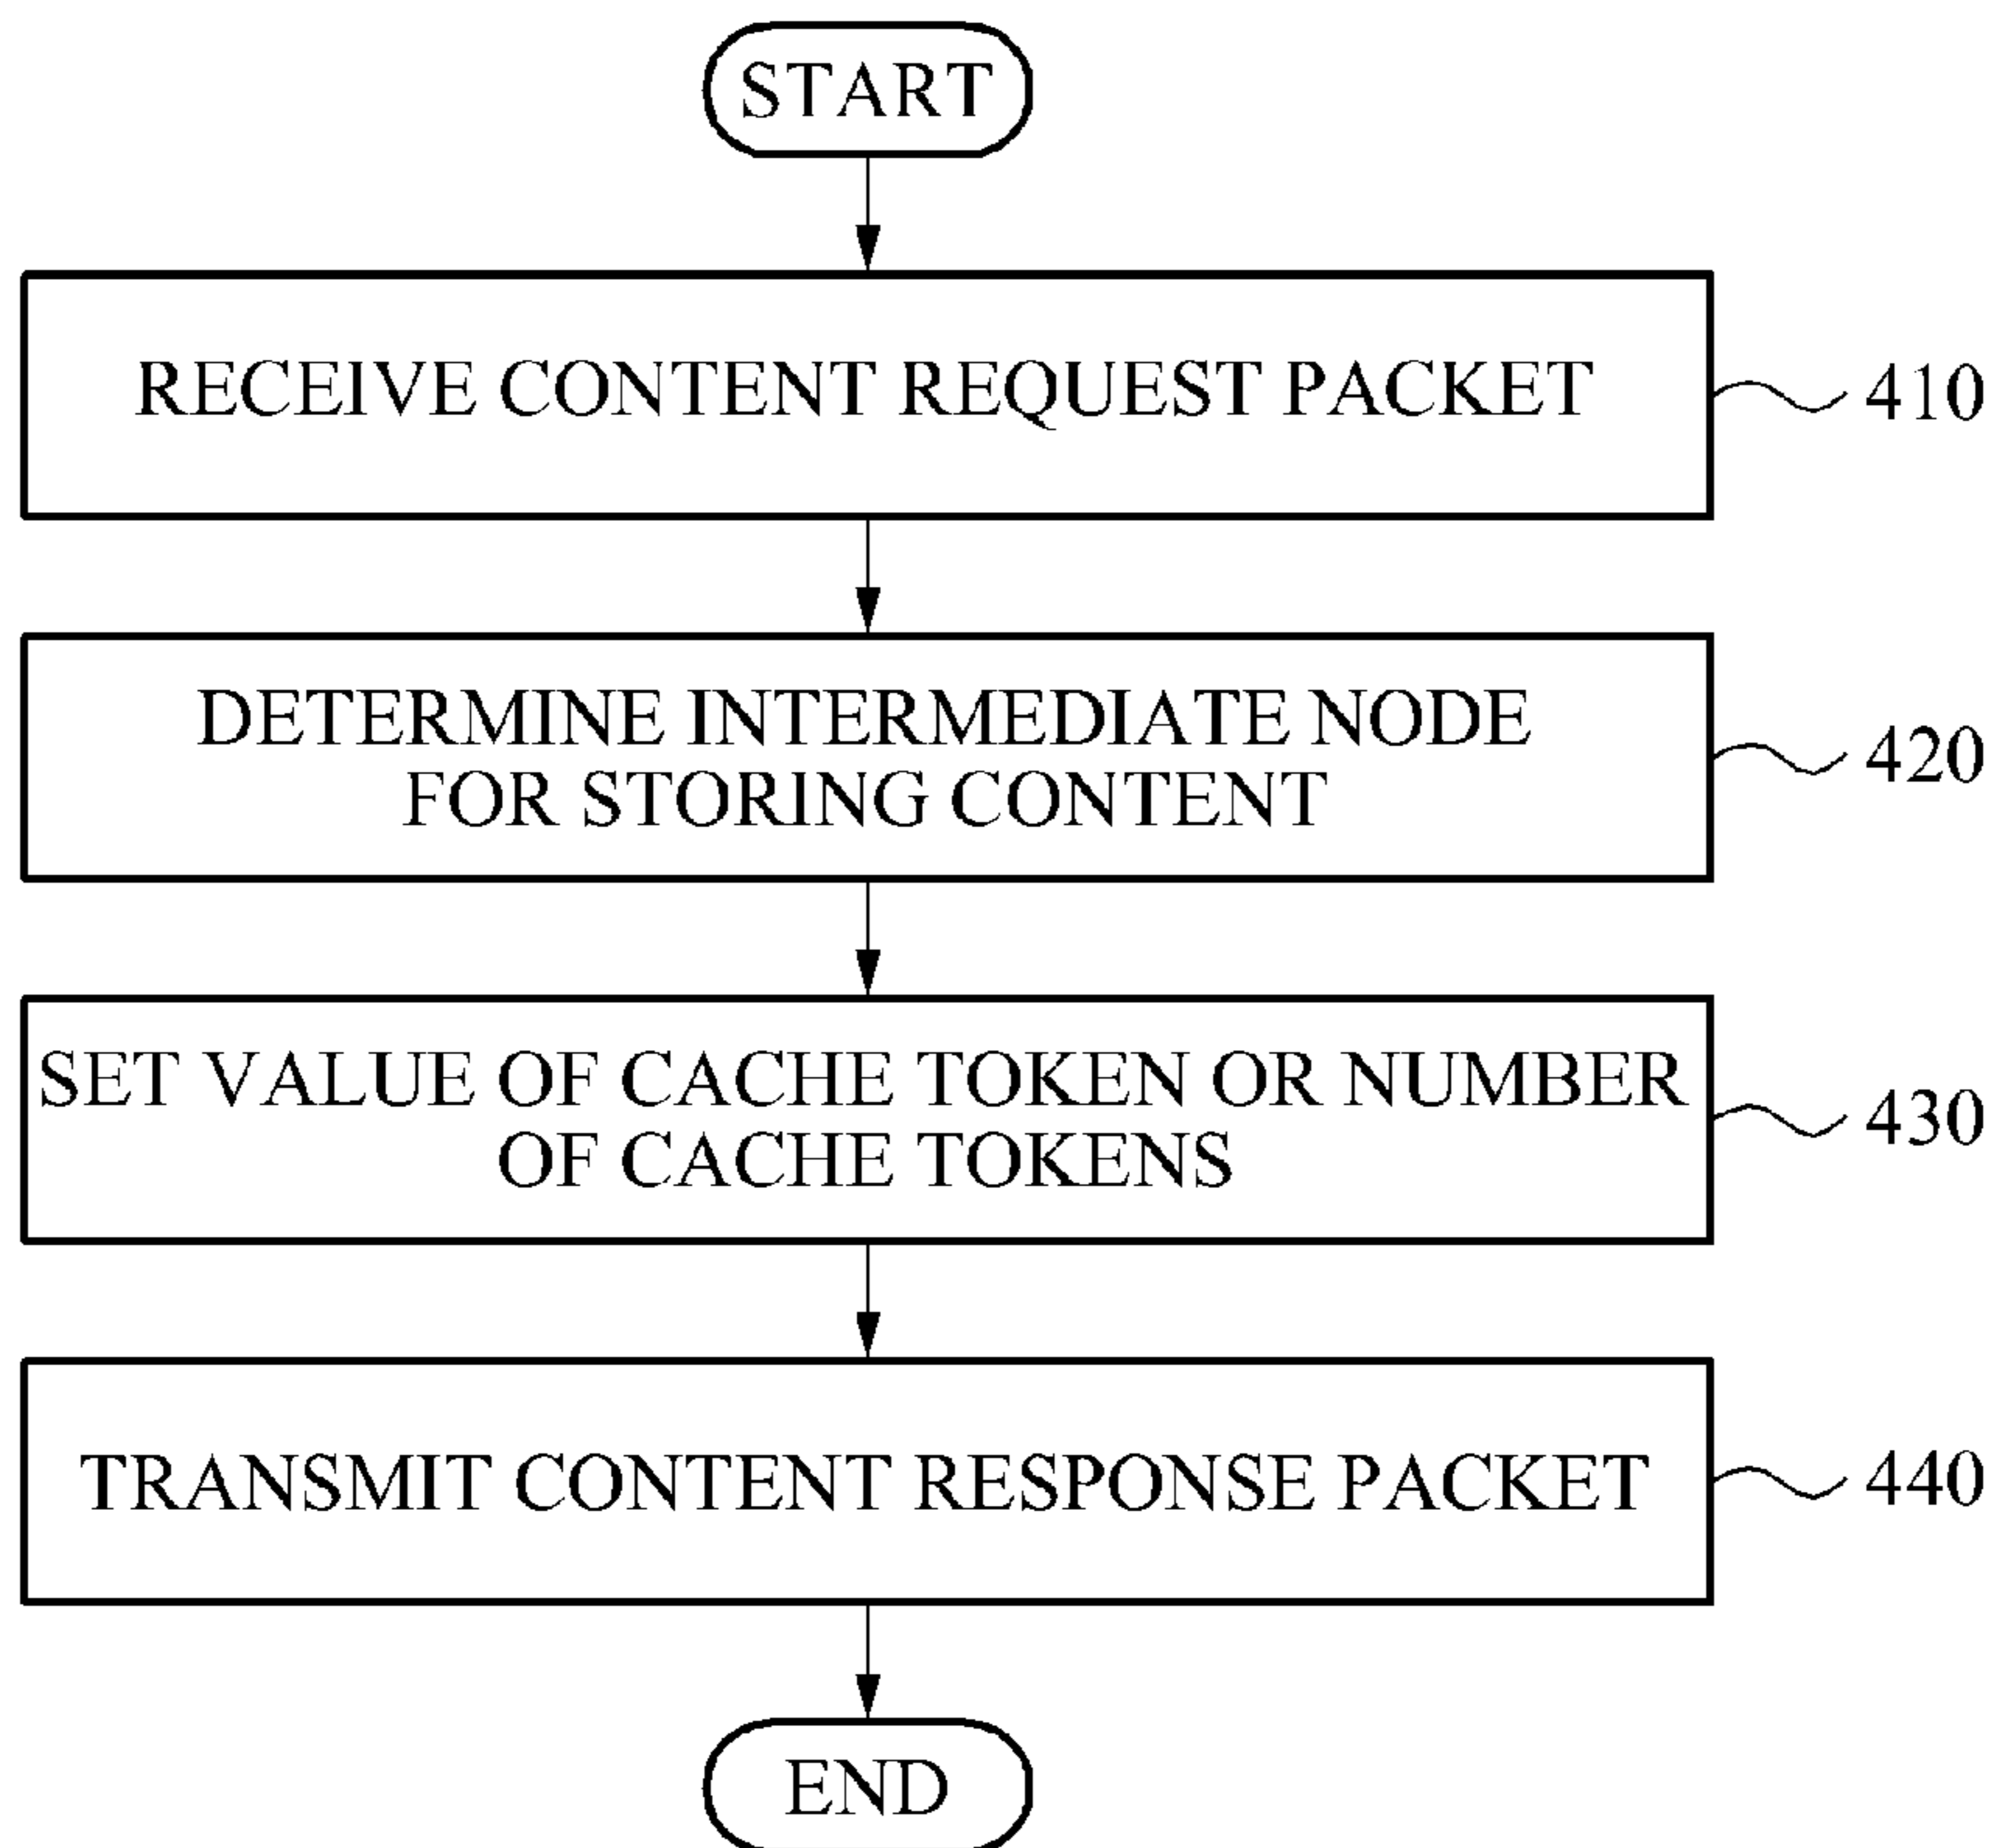 START
RECEIVE CONTENT REQUEST PACKET
410
DETERMINE INTERMEDIATE NODE
FOR STORING CONTENT
420
SET VALUE OF CACHE TOKEN OR NUMBER
OF CACHE TOKENS
430
TRANSMIT CONTENT RESPONSE PACKET
440
END